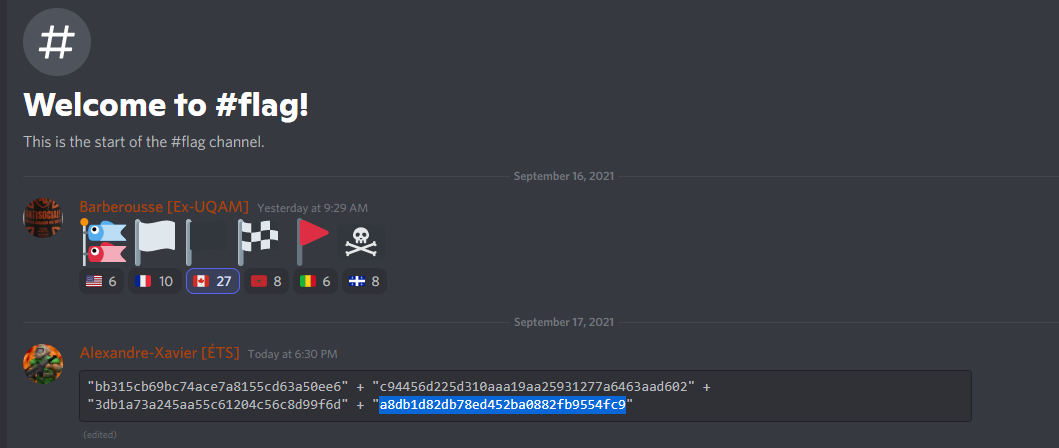 Welcome to #flag!
This is the start of the #flag channel.
September 16, 2021
Barberousse [Ex-UQAM] Yesterday at 9:29 AM
6 10 27 8 6 8
September 17, 2021
Alexandre-Xavier [ÉTS] Today at 6:30 PM
"bb315cb69bc74ace7a8155cd63a50ee6" + "c94456d225d310aaa19aa25931277a6463aad602" +
"3db1a73a245aa55c61204c56c8d99f6d" + "a8db1d82db78ed452ba0882fb9554fc9"
(edited)